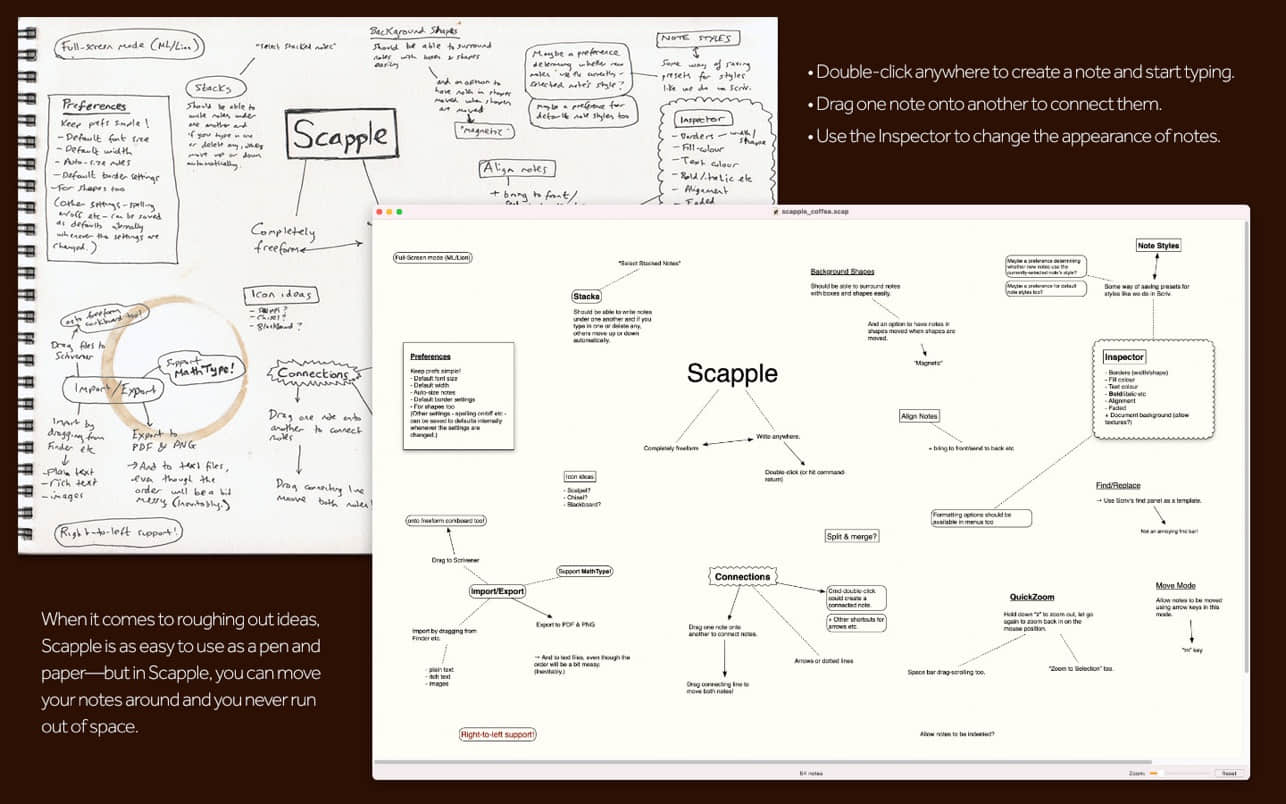 Full-screen mode (ML/Lion)
"Select stacked notes"
Background Shapes
Should be able to surround
notes with boxes & shapes
easily
Stacks
Should be able to
write notes under
one another and
if you type in one
or delete any, others
move up or down
automatically.
and an option to
have notes in shapes
moved when shapes
are moved
"magnetic"
Maybe a preference
determining whether new
notes use the currently-
selected note's style?
Maybe a preference for
default note styles too
NOTE STYLES
Some way of saving
presets for styles
like we do in Scriv.
Preferences
Keep prefs simple!
- Default font size
- Default width
- Auto-size notes
- Default border settings
- For shapes too
(Other settings - spelling
on/off etc - can be saved
as defaults internally
whenever the settings are
changed.)
Scapple
Completely
freeform
Align notes
+ bring to front/
Inspector
- Borders - width/
shape
- Fill-colour
- Text colour
- Bold/italic etc
- Alignment
- Faded
Icon ideas
- Chisel?
- Blackboard?
onto freeform
corkboard too!
Drag files to
Scrivener
Support
MathType!
Import/Export
Import by
dragging from
Finder etc
- plain text
- rich text
- images
Export to
PDF & PNG
→ And to text files,
even though the
order will be a bit
messy (inevitably.)
Connections
Drag one note onto
another to connect
notes
Drag connecting line
move both notes!
Right-to-left support!
• Double-click anywhere to create a note and start typing.
• Drag one note onto another to connect them.
• Use the Inspector to change the appearance of notes.
scapple_coffee.scap
Full-Screen mode (ML/Lion)
"Select Stacked Notes"
Stacks
Should be able to write notes
under one another and if you
type in one or delete any,
others move up or down
automatically.
Background Shapes
Should be able to surround notes
with boxes and shapes easily.
And an option to have notes in
shapes moved when shapes are
moved.
"Magnetic"
Maybe a preference determining
whether new notes use the
currently-selected note's style?
Maybe a preference for default
note styles too?
Note Styles
Some way of saving presets for
styles like we do in Scriv.
Preferences
Keep prefs simple!
- Default font size
- Default width
- Auto-size notes
- Default border settings
- For shapes too
(Other settings - spelling on/off etc -
can be saved to defaults internally
whenever the settings are
changed.)
Scapple
Completely freeform
Write anywhere.
Double-click (or hit command-
return)
Align Notes
+ bring to front/send to back etc
Inspector
- Borders (width/shape)
- Fill colour
- Text colour
- Bold/italic etc
- Alignment
- Faded
+ Document background (allow
textures?)
Icon ideas
- Scalpel?
- Chisel?
- Blackboard?
Find/Replace
→ Use Scriv's find panel as a template.
Not an annoying find bar!
Formatting options should be
available in menus too
onto freeform corkboard too!
Drag to Scrivener
Support MathType!
Import/Export
Import by dragging from
Finder etc.
- plain text
- rich text
- images
Export to PDF & PNG
→ And to text files, even though the
order will be a bit messy.
(Inevitably.)
Split & merge?
Connections
Cmd-double-click
could create a
connected note.
+ Other shortcuts for
arrows etc.
Drag one note onto
another to connect notes.
Drag connecting line to
move both notes!
Arrows or dotted lines
QuickZoom
Hold down "z" to zoom out, let go
again to zoom back in on the
mouse position.
Space bar drag-scrolling too.
"Zoom to Selection" too.
Move Mode
Allow notes to be moved
using arrow keys in this
mode.
"m" key
Right-to-left support!
Allow notes to be indented?
64 notes
Zoom:
Reset
When it comes to roughing out ideas,
Scapple is as easy to use as a pen and
paper—but in Scapple, you can move
your notes around and you never run
out of space.